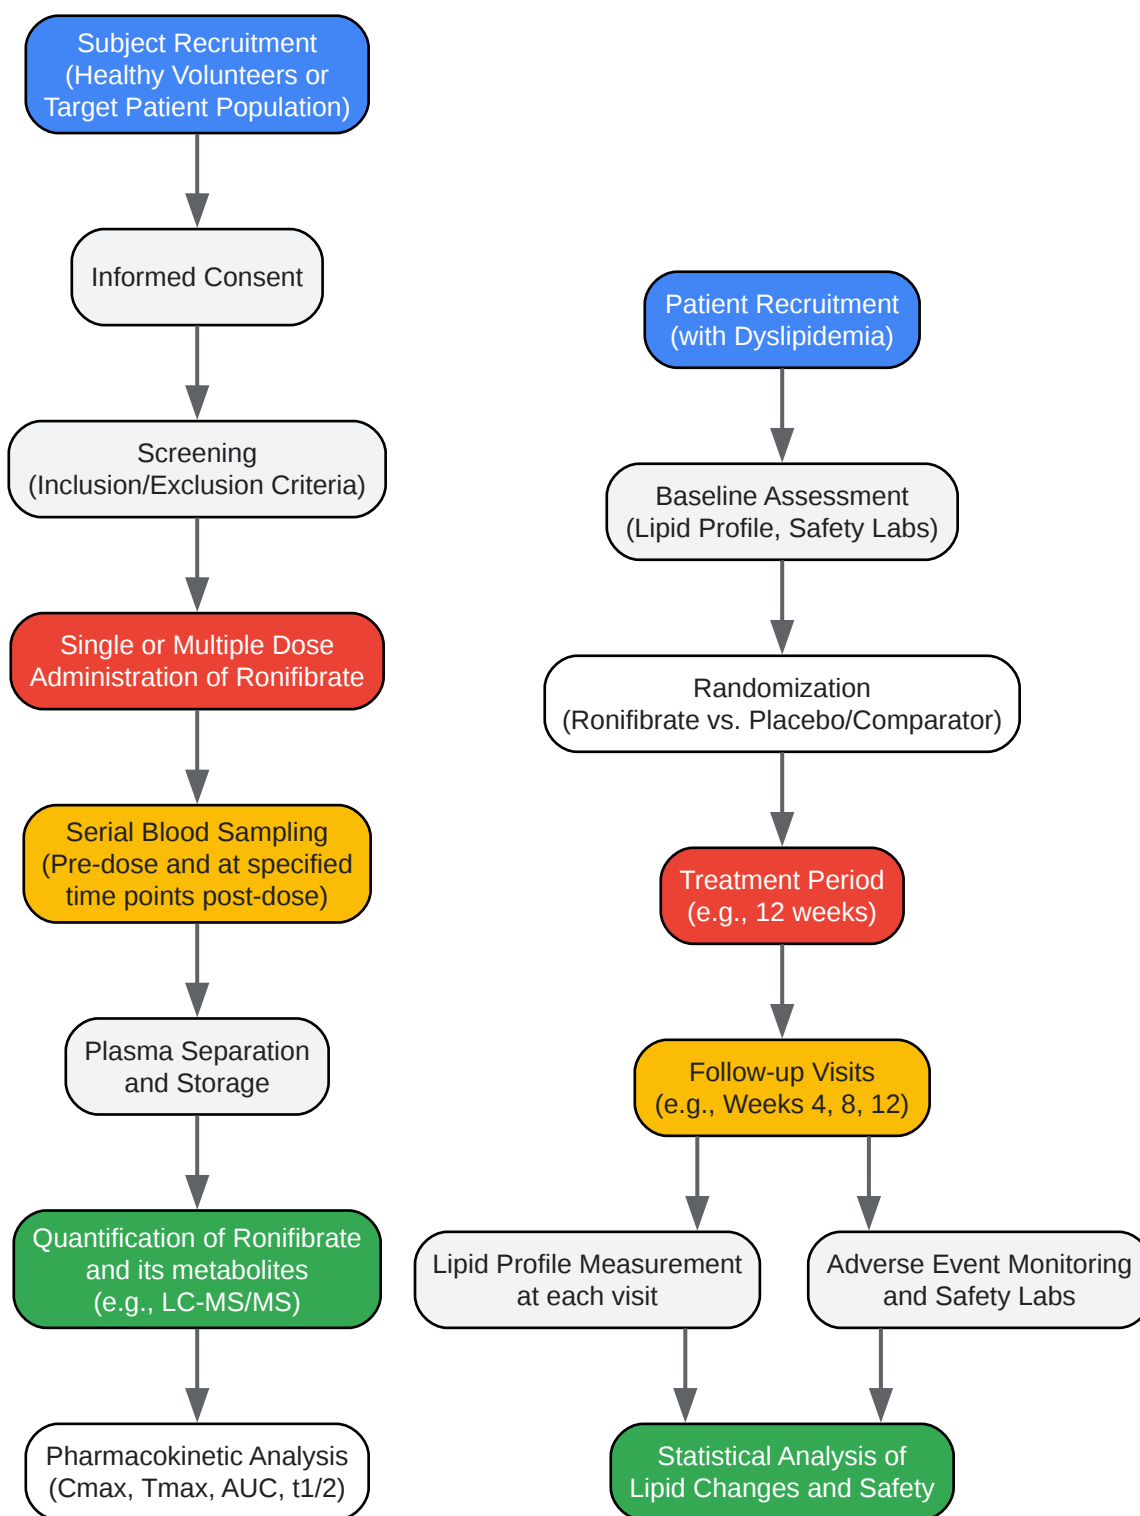 Subject Recruitment
(Healthy Volunteers or
Target Patient Population)
Informed Consent
Screening
(Inclusion/Exclusion Criteria)
Single or Multiple Dose
Administration of Ronifibrate
Serial Blood Sampling
(Pre-dose and at specified
time points post-dose)
Plasma Separation
and Storage
Quantification of Ronifibrate
and its metabolites
(e.g., LC-MS/MS)
Pharmacokinetic Analysis
(Cmax, Tmax, AUC, t1/2)
Patient Recruitment
(with Dyslipidemia)
Baseline Assessment
(Lipid Profile, Safety Labs)
Randomization
(Ronifibrate vs. Placebo/Comparator)
Treatment Period
(e.g., 12 weeks)
Follow-up Visits
(e.g., Weeks 4, 8, 12)
Lipid Profile Measurement
at each visit
Adverse Event Monitoring
and Safety Labs
Statistical Analysis of
Lipid Changes and Safety